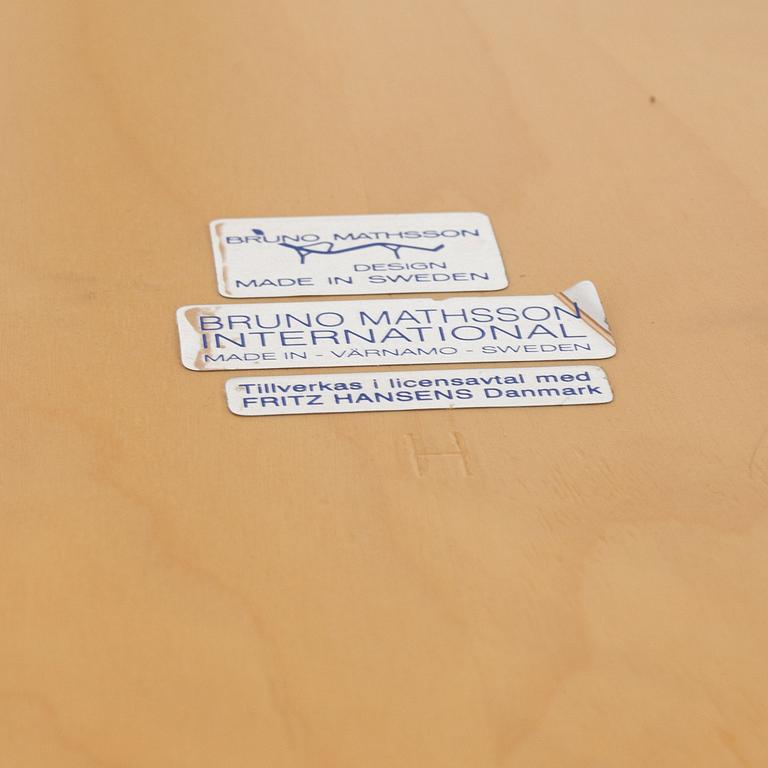 BRUNO MATHSSON
DESIGN
MADE IN SWEDEN
BRUNO MATHSSON
INTERNATIONAL
MADE IN - VÄRNAMO - SWEDEN
Tillverkas i licensavtal med
FRITZ HANSENS Danmark
H